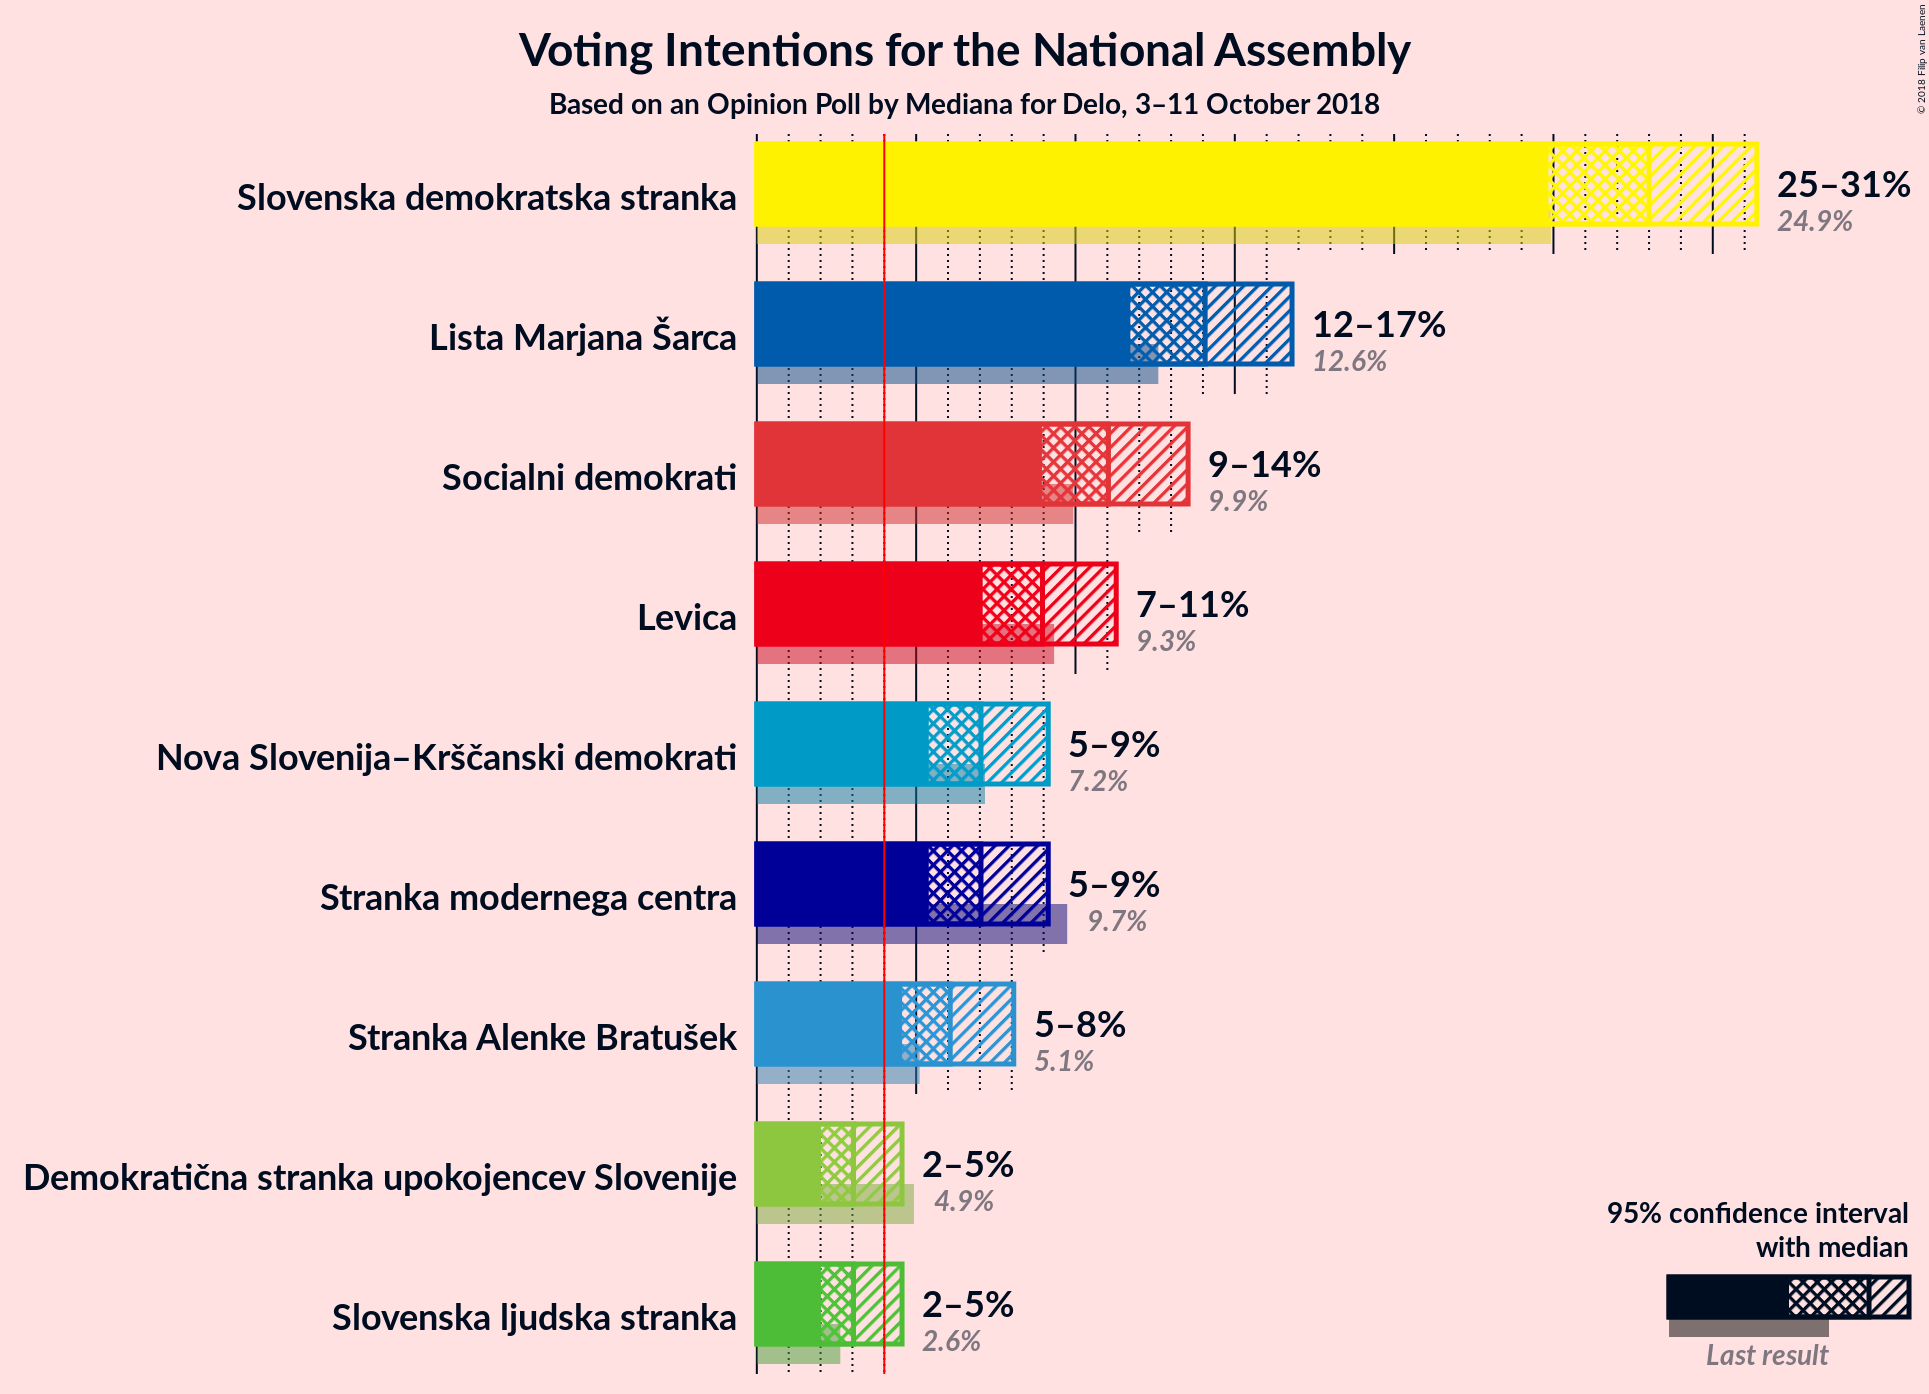 Voting Intentions for the National Assembly
Based on an Opinion Poll by Mediana for Delo, 3–11 October 2018
© 2018 Filip van Laenen
Slovenska demokratska stranka
25–31%
24.9%
Lista Marjana Šarca
12–17%
12.6%
Socialni demokrati
9–14%
9.9%
Levica
7–11%
9.3%
Nova Slovenija–Krščanski demokrati
5–9%
7.2%
Stranka modernega centra
5–9%
9.7%
Stranka Alenke Bratušek
5–8%
5.1%
Demokratična stranka upokojencev Slovenije
2–5%
4.9%
Slovenska ljudska stranka
2–5%
2.6%
95% confidence interval
with median
Last result